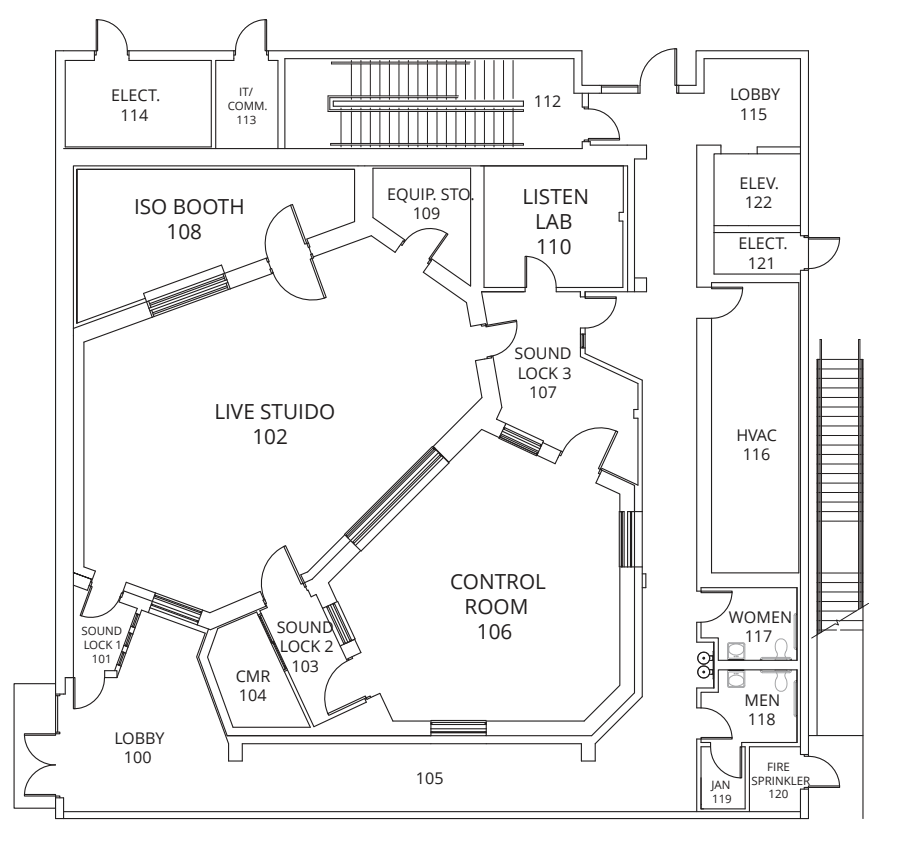 ELECT.
114
IT/
COMM.
113
112
LOBBY
115
ISO BOOTH
108
EQUIP. STO.
109
LISTEN
LAB
110
ELEV.
122
ELECT.
121
SOUND
LOCK 3
107
LIVE STUIDO
102
HVAC
116
CONTROL
ROOM
106
SOUND
LOCK 1
101
SOUND
LOCK 2
103
WOMEN
117
CMR
104
MEN
118
LOBBY
100
105
JAN
119
FIRE
SPRINKLER
120